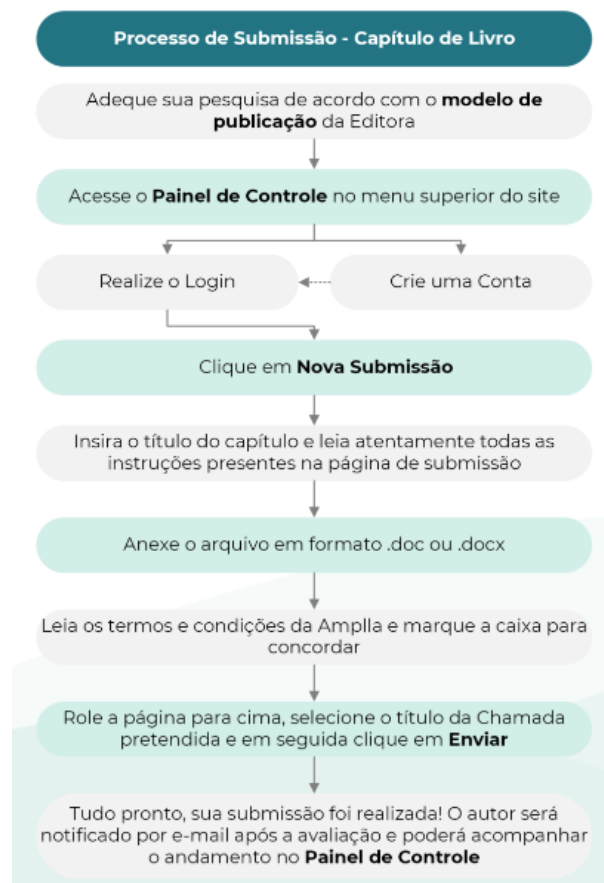 Processo de Submissão - Capítulo de Livro
Adeque sua pesquisa de acordo com o modelo de
publicação da Editora
Acesse o Painel de Controle no menu superior do site
Realize o Login
Crie uma Conta
Clique em Nova Submissão
Insira o título do capítulo e leia atentamente todas as
instruções presentes na página de submissão
Anexe o arquivo em formato .doc ou .docx
Leia os termos e condições da Amplla e marque a caixa para
concordar
Role a página para cima, selecione o título da Chamada
pretendida e em seguida clique em Enviar
Tudo pronto, sua submissão foi realizada! O autor será
notificado por e-mail após a avaliação e poderá acompanhar
o andamento no Painel de Controle